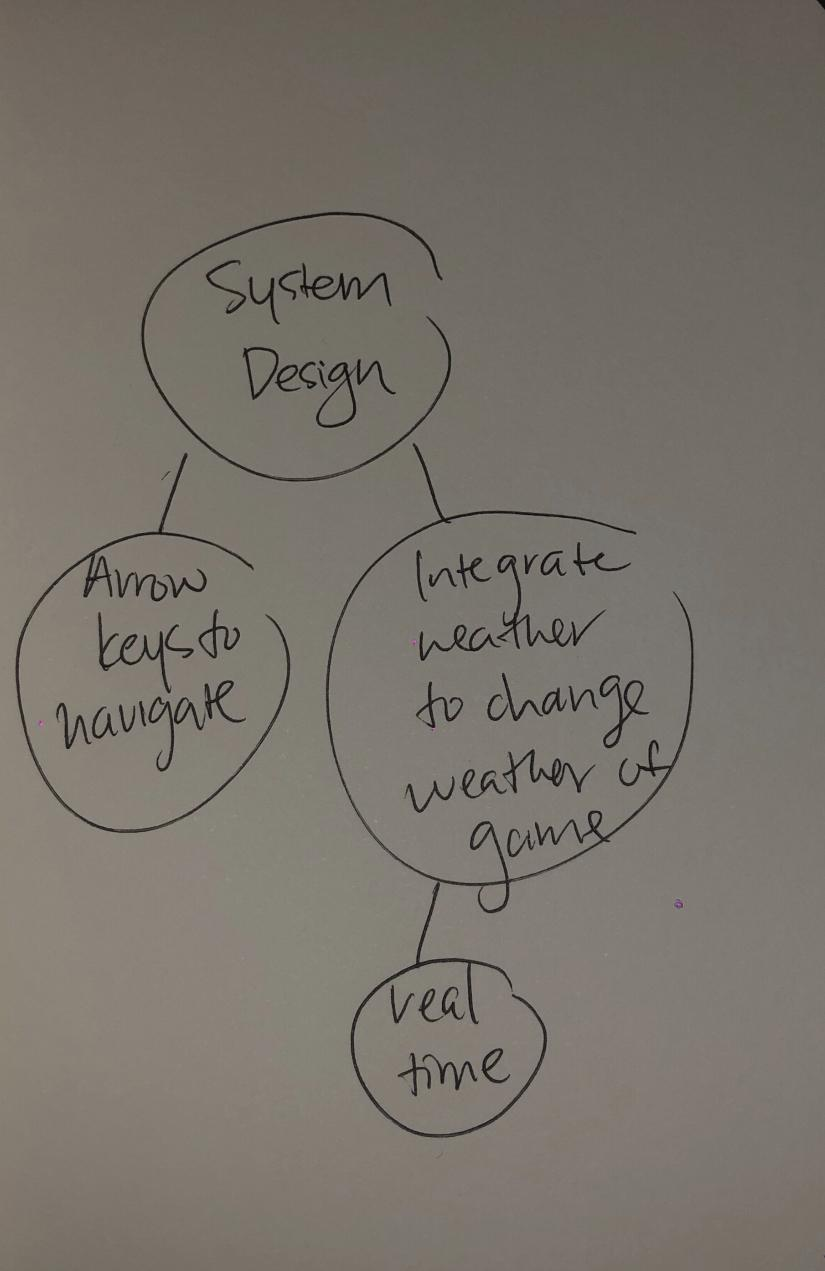 System
Design
Arrow
keys to
navigate
Integrate
weather
to change
weather of
game
real
time